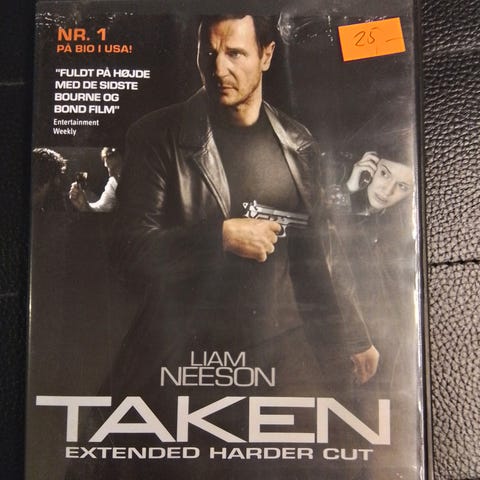 NR. 1
PÅ BIO I USA!
25,-
"FULDT PÅ HØJDE
MED DE SIDSTE
BOURNE OG
BOND FILM"
Entertainment
Weekly
LIAM
NEESON
TAKEN
EXTENDED HARDER CUT